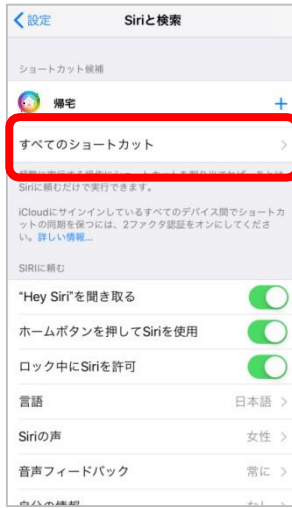 設定
Siriと検索
ショートカット候補
帰宅
すべてのショートカット
Siriに頼むだけで実行できます。
iCloudにサインインしているすべてのデバイス間でショートカ
ットの同期を保つには、2ファクタ認証をオンにしてくださ
い。詳しい情報...
SIRIに頼む
“Hey Siri”を聞き取る
ホームボタンを押してSiriを使用
ロック中にSiriを許可
言語 日本語
Siriの声 女性
音声フィードバック 常に